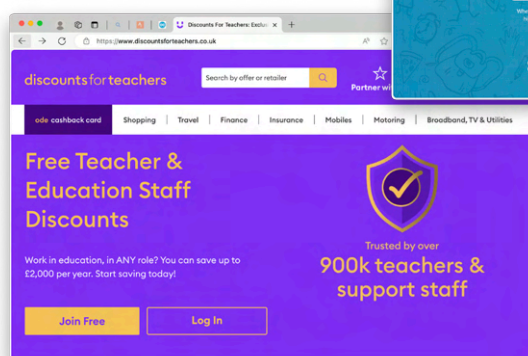 Discounts For Teachers: Exclus
https://www.discountsforteachers.co.uk
discountsforteachers
Search by offer or retailer
Partner wi
ode cashback card
Shopping
Travel
Finance
Insurance
Mobiles
Motoring
Broadband, TV & Utilities
Free Teacher &
Education Staff
Discounts
Work in education, in ANY role? You can save up to
£2,000 per year. Start saving today!
Join Free
Log In
Trusted by over
900k teachers &
support staff